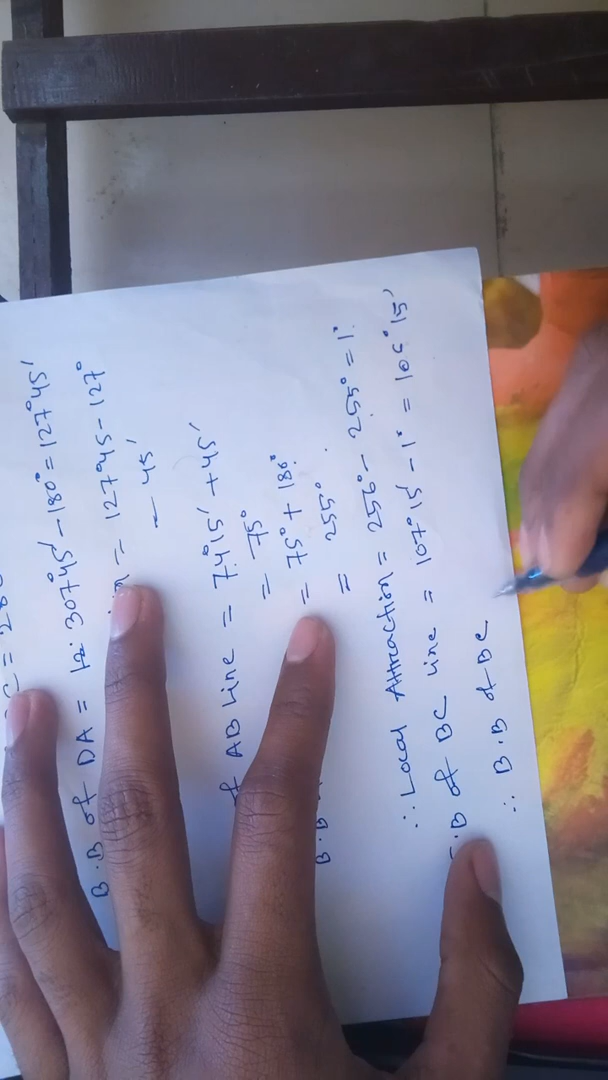 B.B of DA = 307°45' - 180° = 127°45'
= 127°45 - 127°
- 45'
of AB line = 74°15' + 45'
= 75°
= 75° + 180°
= 255°
∴ Local Attraction = 256° - 255° = 1°
.B of BC line = 107°15' - 1° = 106°15'
∴ B.B of BC